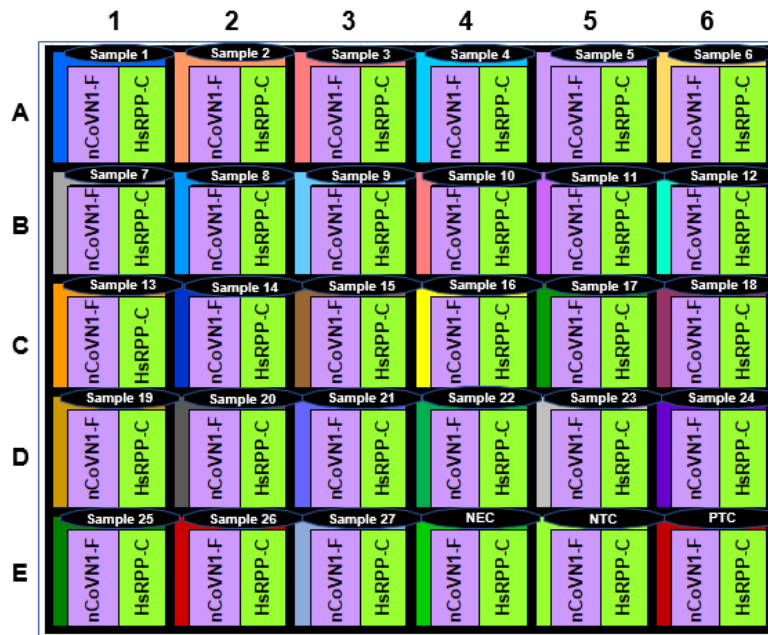 1 2 3 4 5 6
A
Sample 1 Sample 2 Sample 3 Sample 4 Sample 5 Sample 6
nCoVN1-F HsRPP-C nCoVN1-F HsRPP-C nCoVN1-F HsRPP-C nCoVN1-F HsRPP-C nCoVN1-F HsRPP-C nCoVN1-F HsRPP-C
B
Sample 7 Sample 8 Sample 9 Sample 10 Sample 11 Sample 12
nCoVN1-F HsRPP-C nCoVN1-F HsRPP-C nCoVN1-F HsRPP-C nCoVN1-F HsRPP-C nCoVN1-F HsRPP-C nCoVN1-F HsRPP-C
C
Sample 13 Sample 14 Sample 15 Sample 16 Sample 17 Sample 18
nCoVN1-F HsRPP-C nCoVN1-F HsRPP-C nCoVN1-F HsRPP-C nCoVN1-F HsRPP-C nCoVN1-F HsRPP-C nCoVN1-F HsRPP-C
D
Sample 19 Sample 20 Sample 21 Sample 22 Sample 23 Sample 24
nCoVN1-F HsRPP-C nCoVN1-F HsRPP-C nCoVN1-F HsRPP-C nCoVN1-F HsRPP-C nCoVN1-F HsRPP-C nCoVN1-F HsRPP-C
E
Sample 25 Sample 26 Sample 27 NEC NTC PTC
nCoVN1-F HsRPP-C nCoVN1-F HsRPP-C nCoVN1-F HsRPP-C nCoVN1-F HsRPP-C nCoVN1-F HsRPP-C nCoVN1-F HsRPP-C